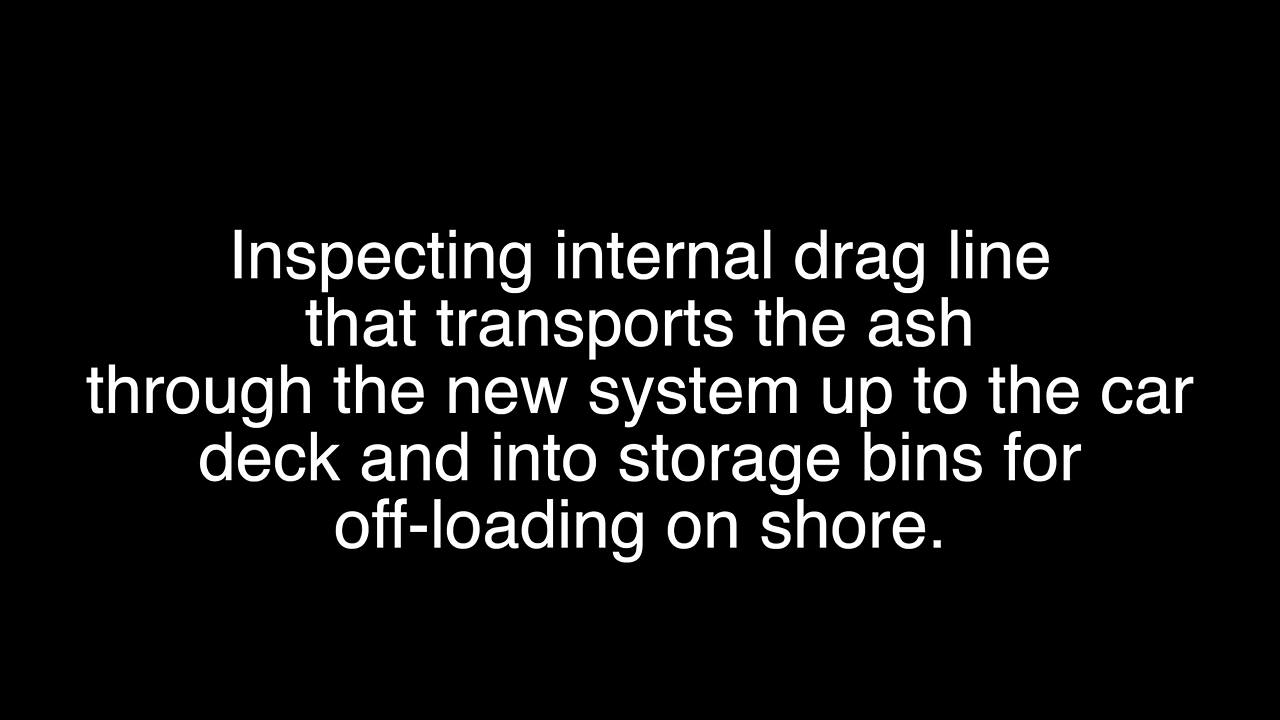 Inspecting internal drag line
that transports the ash
through the new system up to the car
deck and into storage bins for
off-loading on shore.